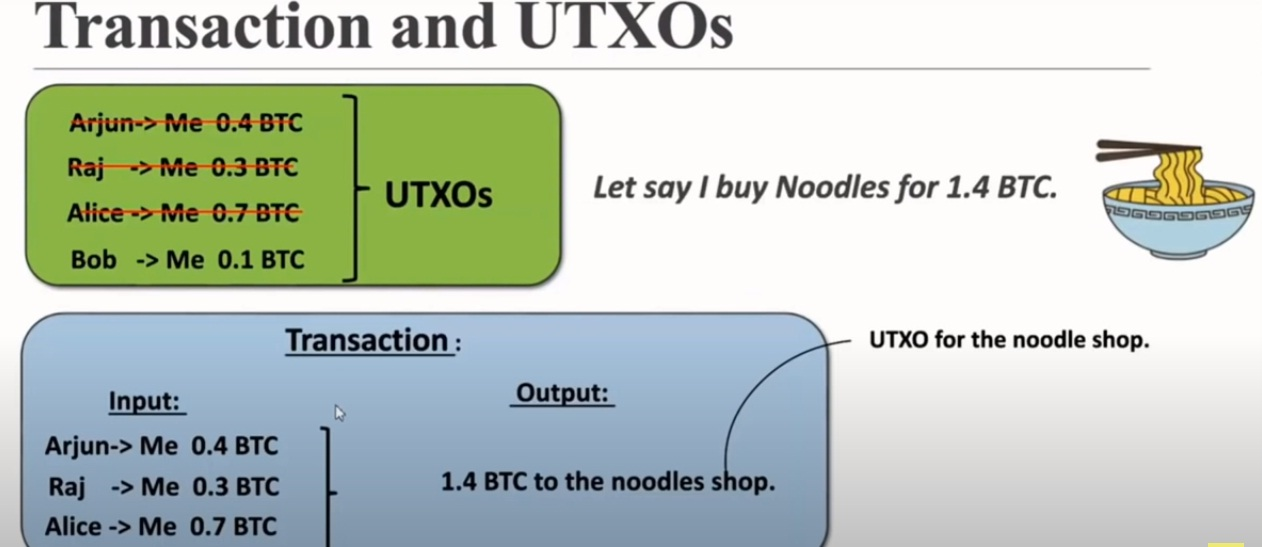 Transaction and UTXOs
Arjun-> Me 0.4 BTC
Raj -> Me 0.3 BTC
Alice -> Me 0.7 BTC
Bob -> Me 0.1 BTC
UTXOs
Let say I buy Noodles for 1.4 BTC.
Transaction :
UTXO for the noodle shop.
Input:
Arjun-> Me 0.4 BTC
Raj -> Me 0.3 BTC
Alice -> Me 0.7 BTC
Output:
1.4 BTC to the noodles shop.